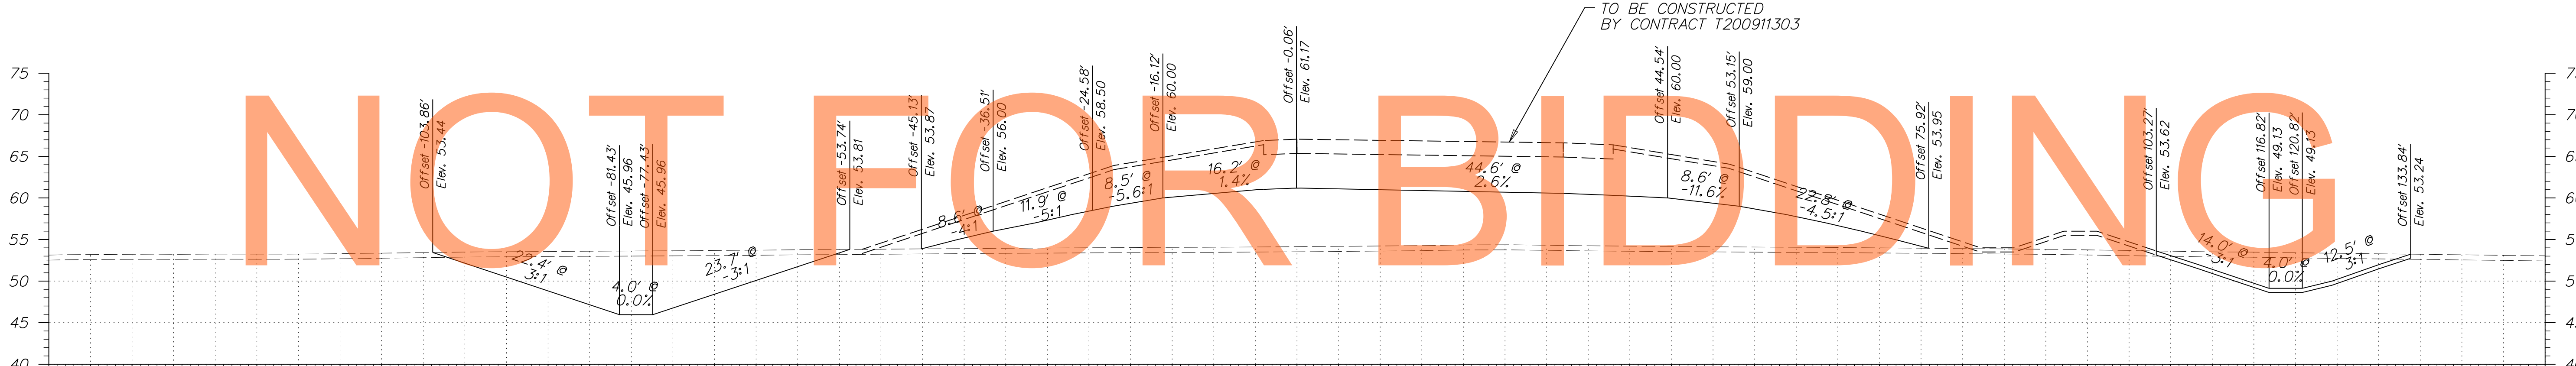 TO BE CONSTRUCTED
BY CONTRACT T200911303
NOT FOR BIDDING
75
70
65
60
55
50
45
40
Offset -103.86'
Elev. 53.44
22.4' @
-3:1
Offset -81.43'
Elev. 45.96
4.0' @
0.0%
Offset -77.43'
Elev. 45.96
23.7' @
-3:1
Offset -53.74'
Elev. 53.81
Offset -45.13'
Elev. 53.87
8.6' @
-4:1
Offset -36.51'
Elev. 56.00
11.9' @
-5:1
Offset -24.58'
Elev. 58.50
8.5' @
-5.6:1
Offset -16.12'
Elev. 60.00
16.2' @
1.4%
Offset -0.06'
Elev. 61.17
44.6' @
2.6%
Offset 44.54'
Elev. 60.00
8.6' @
-11.6%
Offset 53.15'
Elev. 59.00
22.8' @
-4.5:1
Offset 75.92'
Elev. 53.95
Offset 103.27'
Elev. 53.62
14.0' @
-3:1
Offset 116.82'
Elev. 49.13
4.0' @
0.0%
Offset 120.82'
Elev. 49.13
12.5' @
3:1
Offset 133.84'
Elev. 53.24